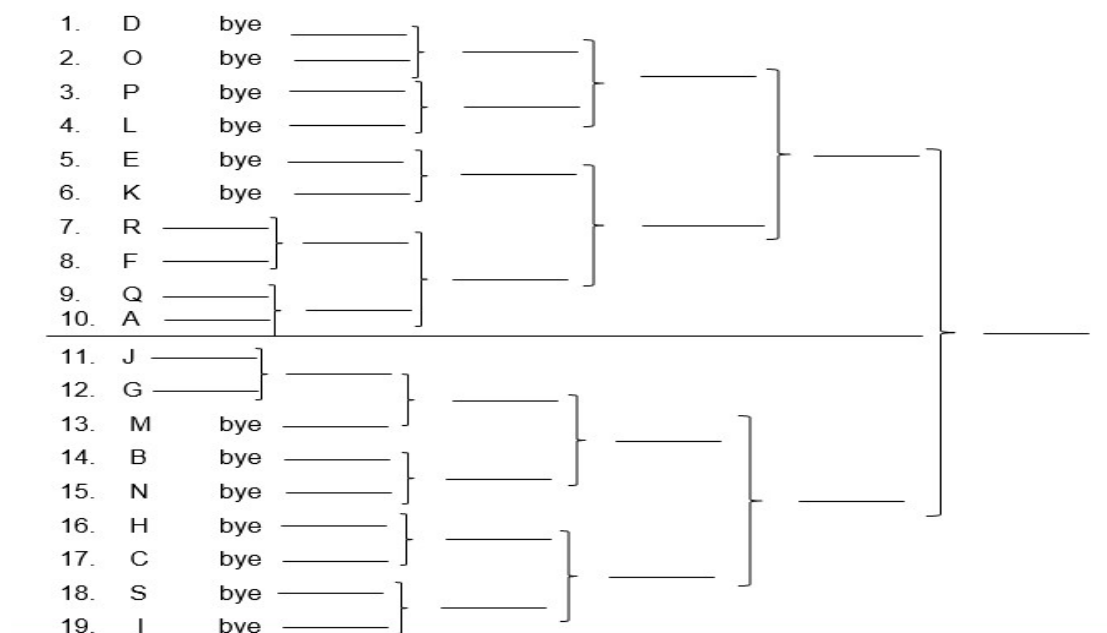 1. D bye
2. O bye
3. P bye
4. L bye
5. E bye
6. K bye
7. R
8. F
9. Q
10. A
11. J
12. G
13. M bye
14. B bye
15. N bye
16. H bye
17. C bye
18. S bye
19. I bye